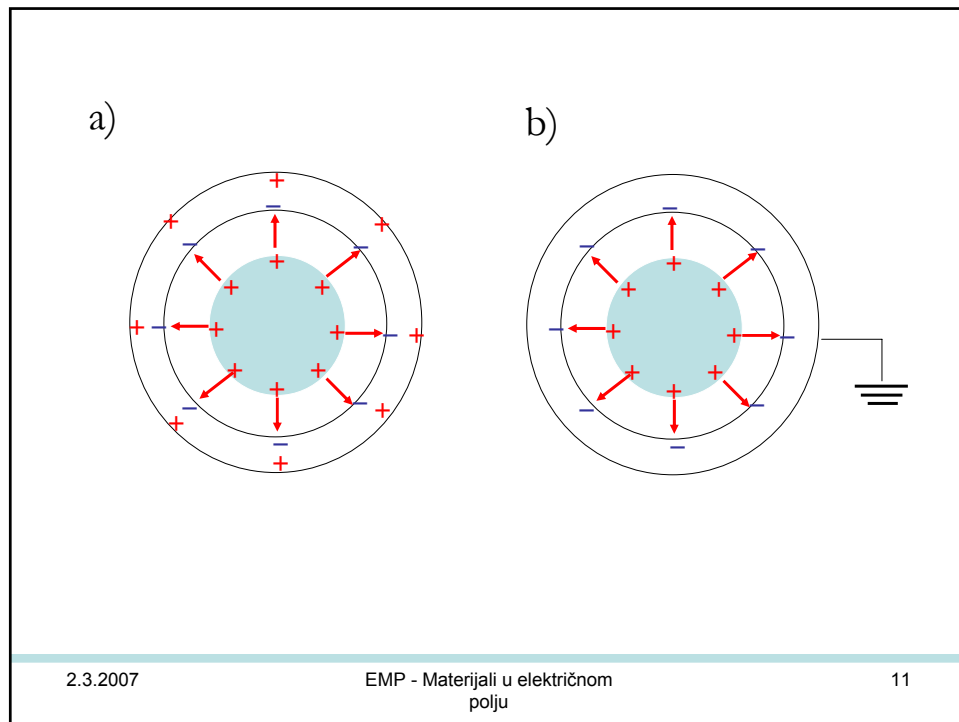 a)
b)
2.3.2007
EMP - Materijali u električnom
polju
11